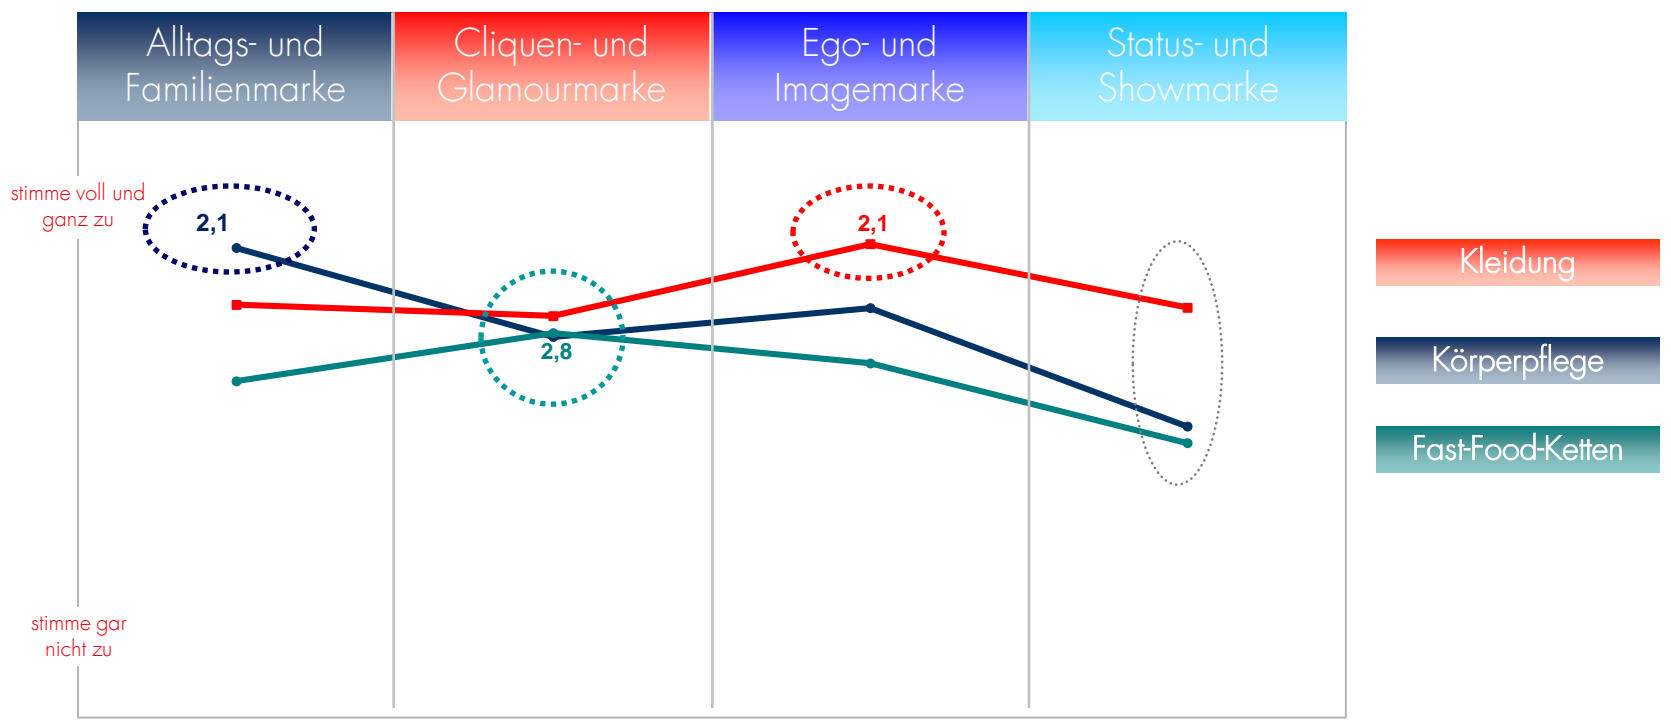 Alltags- und
Familienmarke
Cliquen- und
Glamourmarke
Ego- und
Imagemarke
Status- und
Showmarke
stimme voll und
ganz zu
2,1
2,1
2,8
Kleidung
Körperpflege
Fast-Food-Ketten
stimme gar
nicht zu